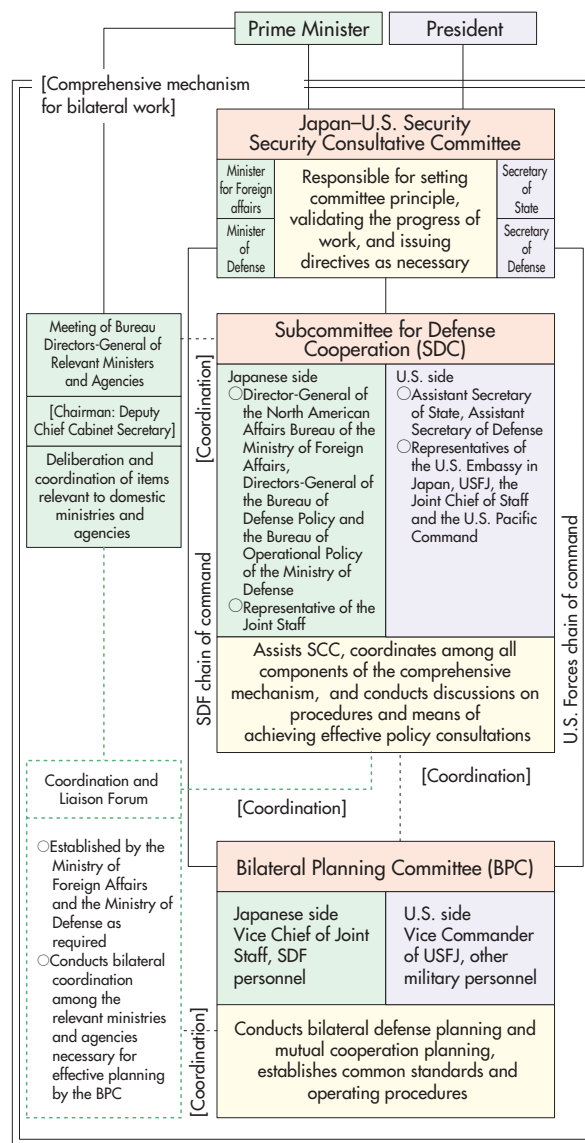 Prime Minister
President
[Comprehensive mechanism
for bilateral work]
Japan–U.S. Security
Security Consultative Committee
Minister
for Foreign
affairs
Minister
of
Defense
Responsible for setting
committee principle,
validating the progress of
work, and issuing
directives as necessary
Secretary
of
State
Secretary
of
Defense
Meeting of Bureau
Directors-General of
Relevant Ministers
and Agencies
[Chairman: Deputy
Chief Cabinet Secretary]
Deliberation and
coordination of items
relevant to domestic
ministries and
agencies
[Coordination]
Subcommittee for Defense
Cooperation (SDC)
Japanese side
○Director-General of
the North American
Affairs Bureau of the
Ministry of Foreign
Affairs,
Directors-General of
the Bureau of
Defense Policy and
the Bureau of
Operational Policy
of the Ministry of
Defense
○Representative of the
Joint Staff
U.S. side
○Assistant Secretary
of State, Assistant
Secretary of Defense
○Representatives of
the U.S. Embassy in
Japan, USFJ, the
Joint Chief of Staff
and the U.S. Pacific
Command
Assists SCC, coordinates among all
components of the comprehensive
mechanism, and conducts discussions on
procedures and means of
achieving effective policy consultations
SDF chain of command
U.S. Forces chain of command
[Coordination]
[Coordination]
Coordination and
Liaison Forum
○Established by the
Ministry of
Foreign Affairs
and the Ministry of
Defense as
required
○Conducts bilateral
coordination
among the
relevant ministries
and agencies
necessary for
effective planning
by the BPC
[Coordination]
Bilateral Planning Committee (BPC)
Japanese side
Vice Chief of Joint
Staff, SDF
personnel
U.S. side
Vice Commander
of USFJ, other
military personnel
Conducts bilateral defense planning and
mutual cooperation planning,
establishes common standards and
operating procedures